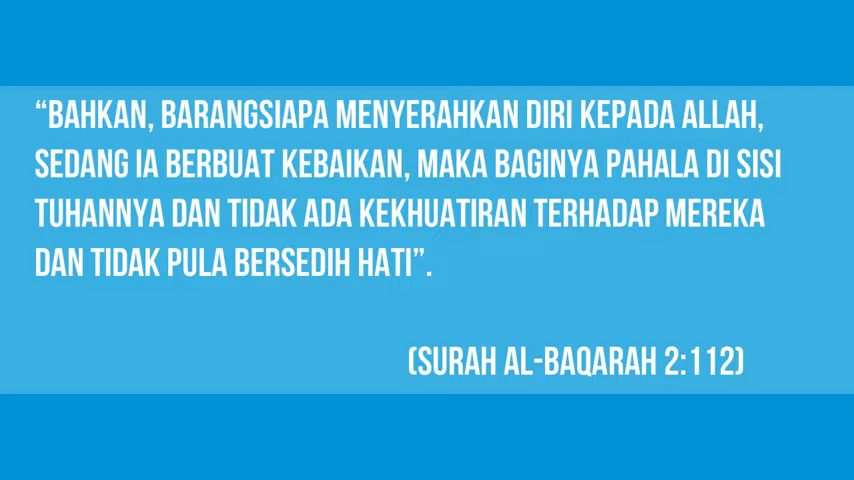 “BAHKAN, BARANGSIAPA MENYERAHKAN DIRI KEPADA ALLAH,
SEDANG IA BERBUAT KEBAIKAN, MAKA BAGINYA PAHALA DI SISI
TUHANNYA DAN TIDAK ADA KEKHUATIRAN TERHADAP MEREKA
DAN TIDAK PULA BERSEDIH HATI”.
(SURAH AL-BAQARAH 2:112)